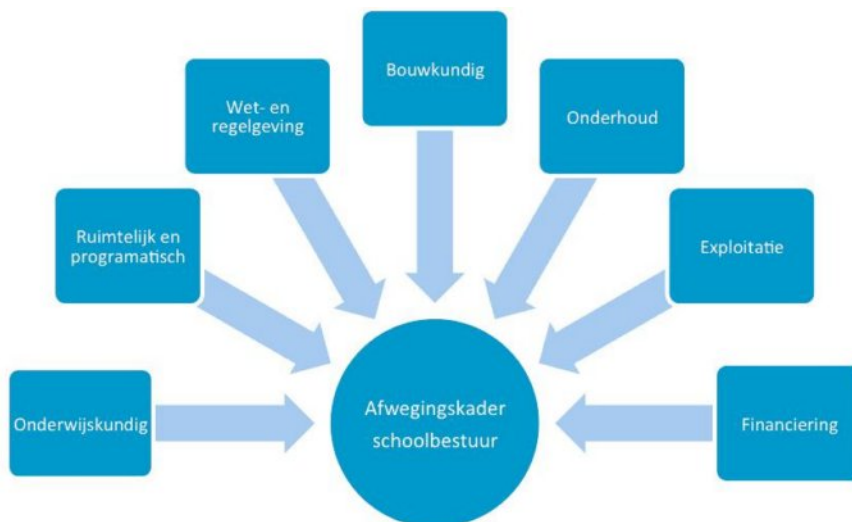 Bouwkundig
Wet- en
regelgeving
Onderhoud
Ruimtelijk en
programatisch
Exploitatie
Onderwijskundig
Afwegingskader
schoolbestuur
Financiering